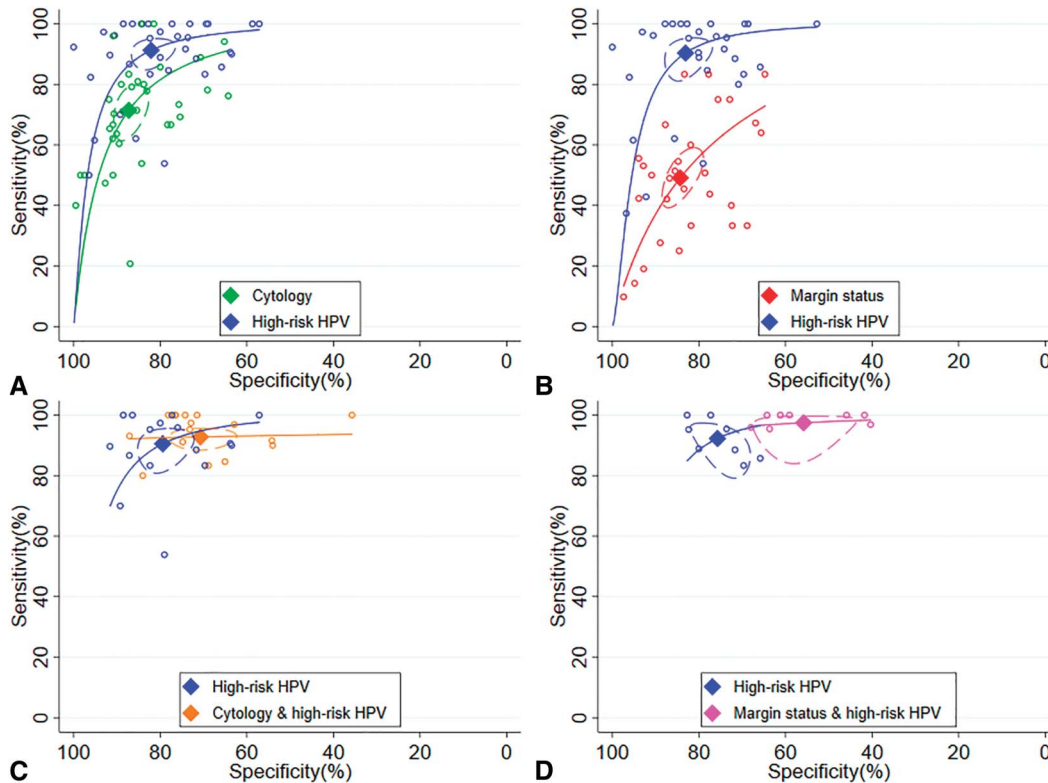 100
80
60
40
20
0
Sensitivity(%)
Cytology
High-risk HPV
100 80 60 40 20 0
Specificity(%)
A
100
80
60
40
20
0
Sensitivity(%)
Margin status
High-risk HPV
100 80 60 40 20 0
Specificity(%)
B
100
80
60
40
20
0
Sensitivity(%)
High-risk HPV
Cytology & high-risk HPV
100 80 60 40 20 0
Specificity(%)
C
100
80
60
40
20
0
Sensitivity(%)
High-risk HPV
Margin status & high-risk HPV
100 80 60 40 20 0
Specificity(%)
D